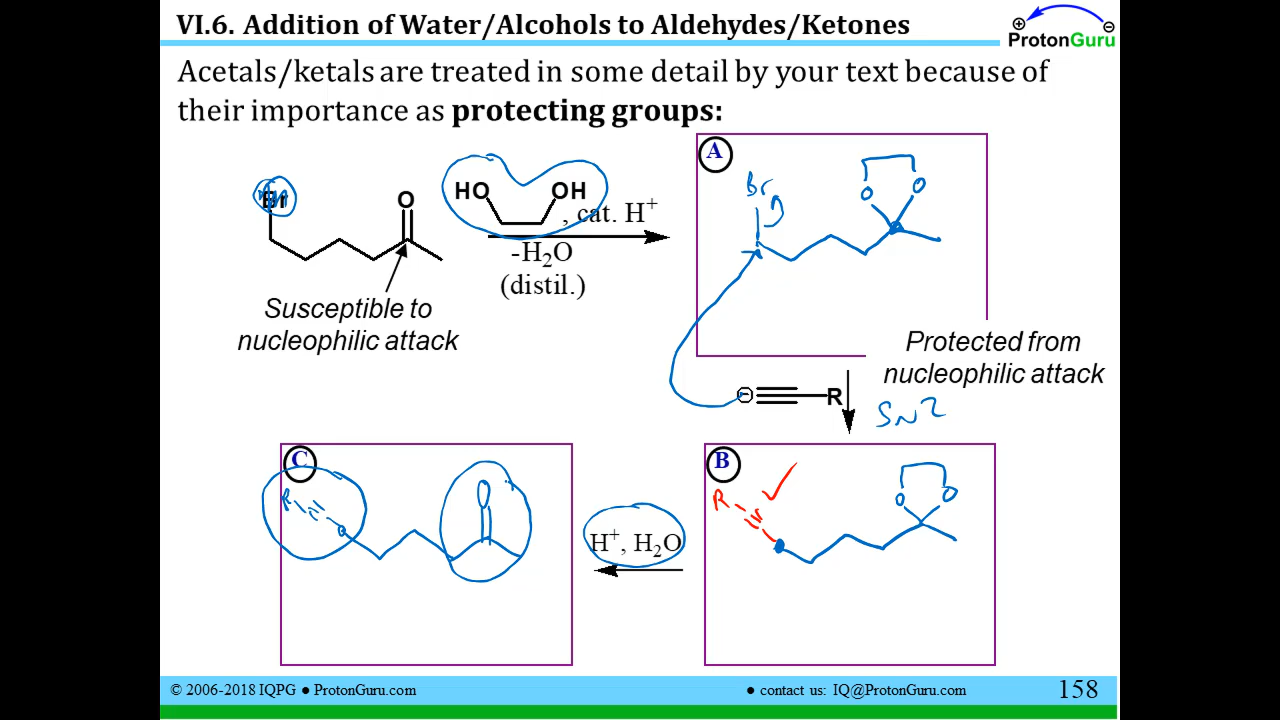 VI.6. Addition of Water/Alcohols to Aldehydes/Ketones
ProtonGuru
Acetals/ketals are treated in some detail by your text because of
their importance as protecting groups:
A
Br
O
HO OH
, cat. H⁺
-H₂O
(distil.)
Susceptible to
nucleophilic attack
Br
O O
Protected from
nucleophilic attack
⊖ R
SN2
C
R
O
H⁺, H₂O
B
R
O O
© 2006-2018 IQPG ● ProtonGuru.com
● contact us: IQ@ProtonGuru.com
158